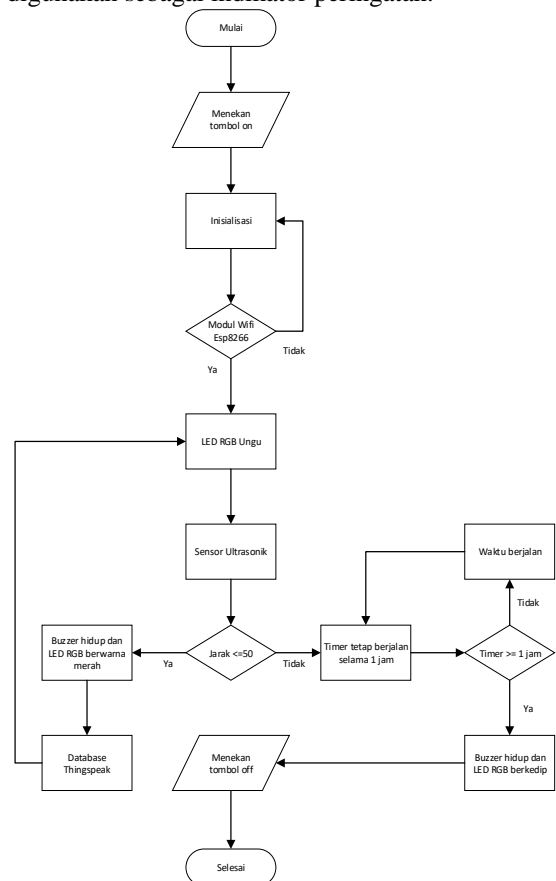 digunakan sebagai indikator peringatan.
Mulai
Menekan
tombol on
Inisialisasi
Modul Wifi
Esp8266
Tidak
Ya
LED RGB Ungu
Sensor Ultrasonik
Waktu berjalan
Tidak
Buzzer hidup dan
LED RGB berwarna
merah
Ya
Jarak <=50
Tidak
Timer tetap berjalan
selama 1 jam
Timer >= 1 jam
Ya
Database
Thingspeak
Menekan
tombol off
Buzzer hidup dan
LED RGB berkedip
Selesai